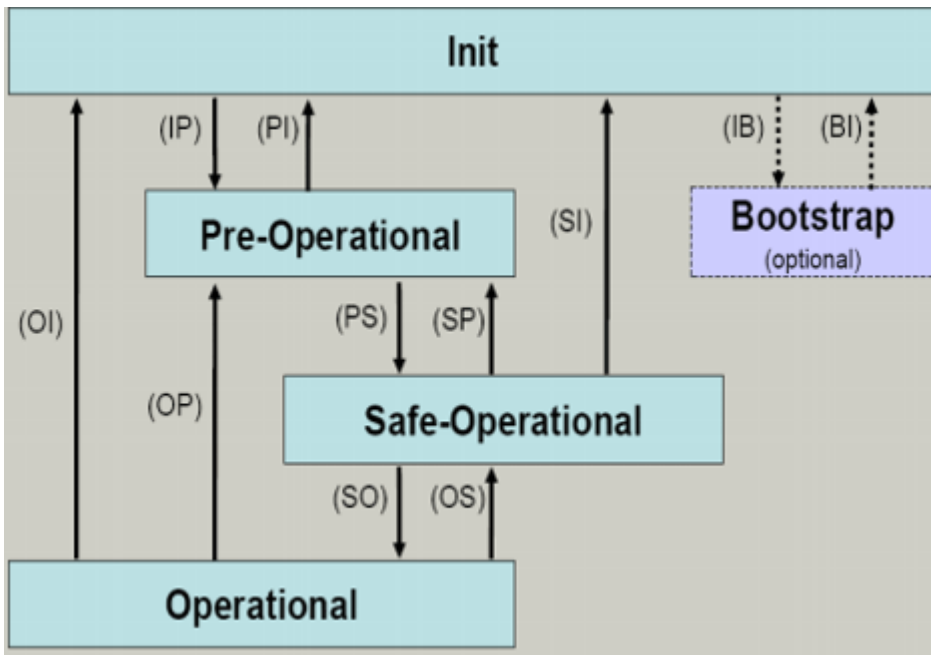 Init
(IP)
(PI)
(IB)
(BI)
Pre-Operational
(SI)
Bootstrap
(optional)
(OI)
(PS)
(SP)
(OP)
Safe-Operational
(SO)
(OS)
Operational